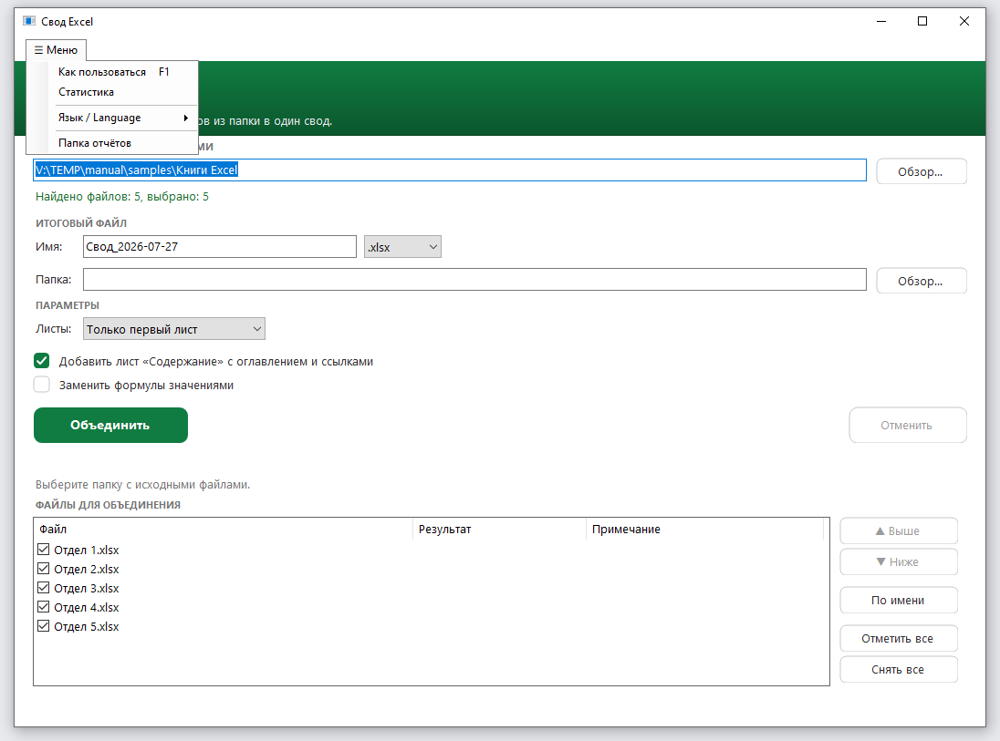 Свод Excel
☰ Меню
Как пользоваться F1
Статистика
Язык / Language
Папка отчётов
из папки в один свод.
V:\TEMP\manual\samples\Книги Excel
Обзор...
Найдено файлов: 5, выбрано: 5
ИТОГОВЫЙ ФАЙЛ
Имя: Свод_2026-07-27 .xlsx
Папка: Обзор...
ПАРАМЕТРЫ
Листы: Только первый лист
Добавить лист «Содержание» с оглавлением и ссылками
Заменить формулы значениями
Объединить Отменить
Выберите папку с исходными файлами.
ФАЙЛЫ ДЛЯ ОБЪЕДИНЕНИЯ
Файл Результат Примечание
Отдел 1.xlsx
Отдел 2.xlsx
Отдел 3.xlsx
Отдел 4.xlsx
Отдел 5.xlsx
▲ Выше
▼ Ниже
По имени
Отметить все
Снять все